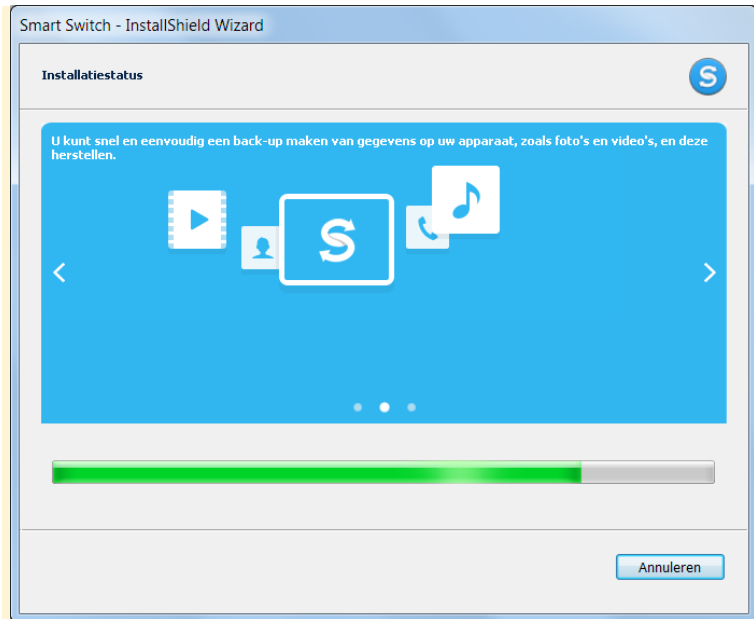 Smart Switch - InstallShield Wizard
Installatiestatus
S
U kunt snel en eenvoudig een back-up maken van gegevens op uw apparaat, zoals foto's en video's, en deze
herstellen.
S
Annuleren